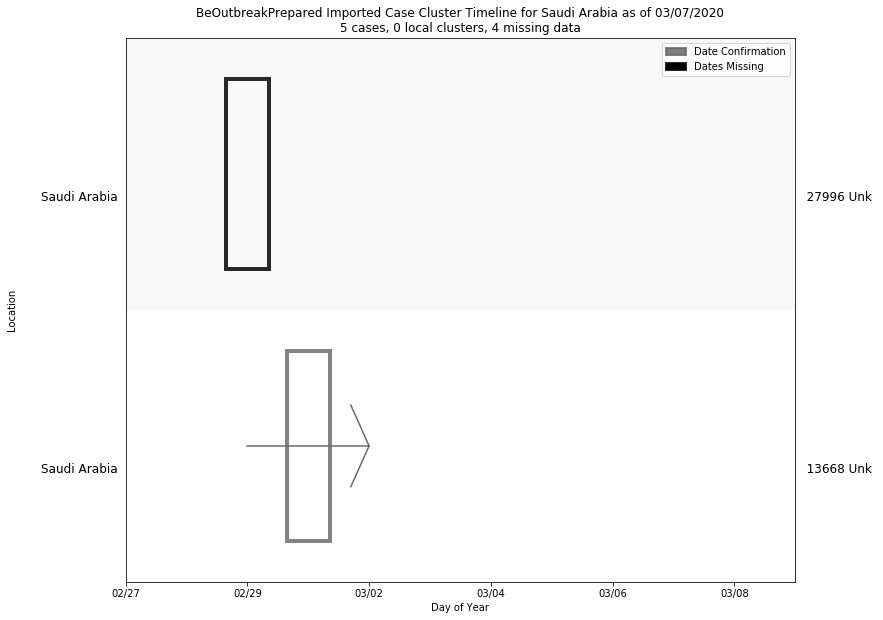 BeOutbreakPrepared Imported Case Cluster Timeline for Saudi Arabia as of 03/07/2020
5 cases, 0 local clusters, 4 missing data
Date Confirmation
Dates Missing
Saudi Arabia
27996 Unk
Location
Saudi Arabia
13668 Unk
02/27
02/29
03/02
03/04
03/06
03/08
Day of Year